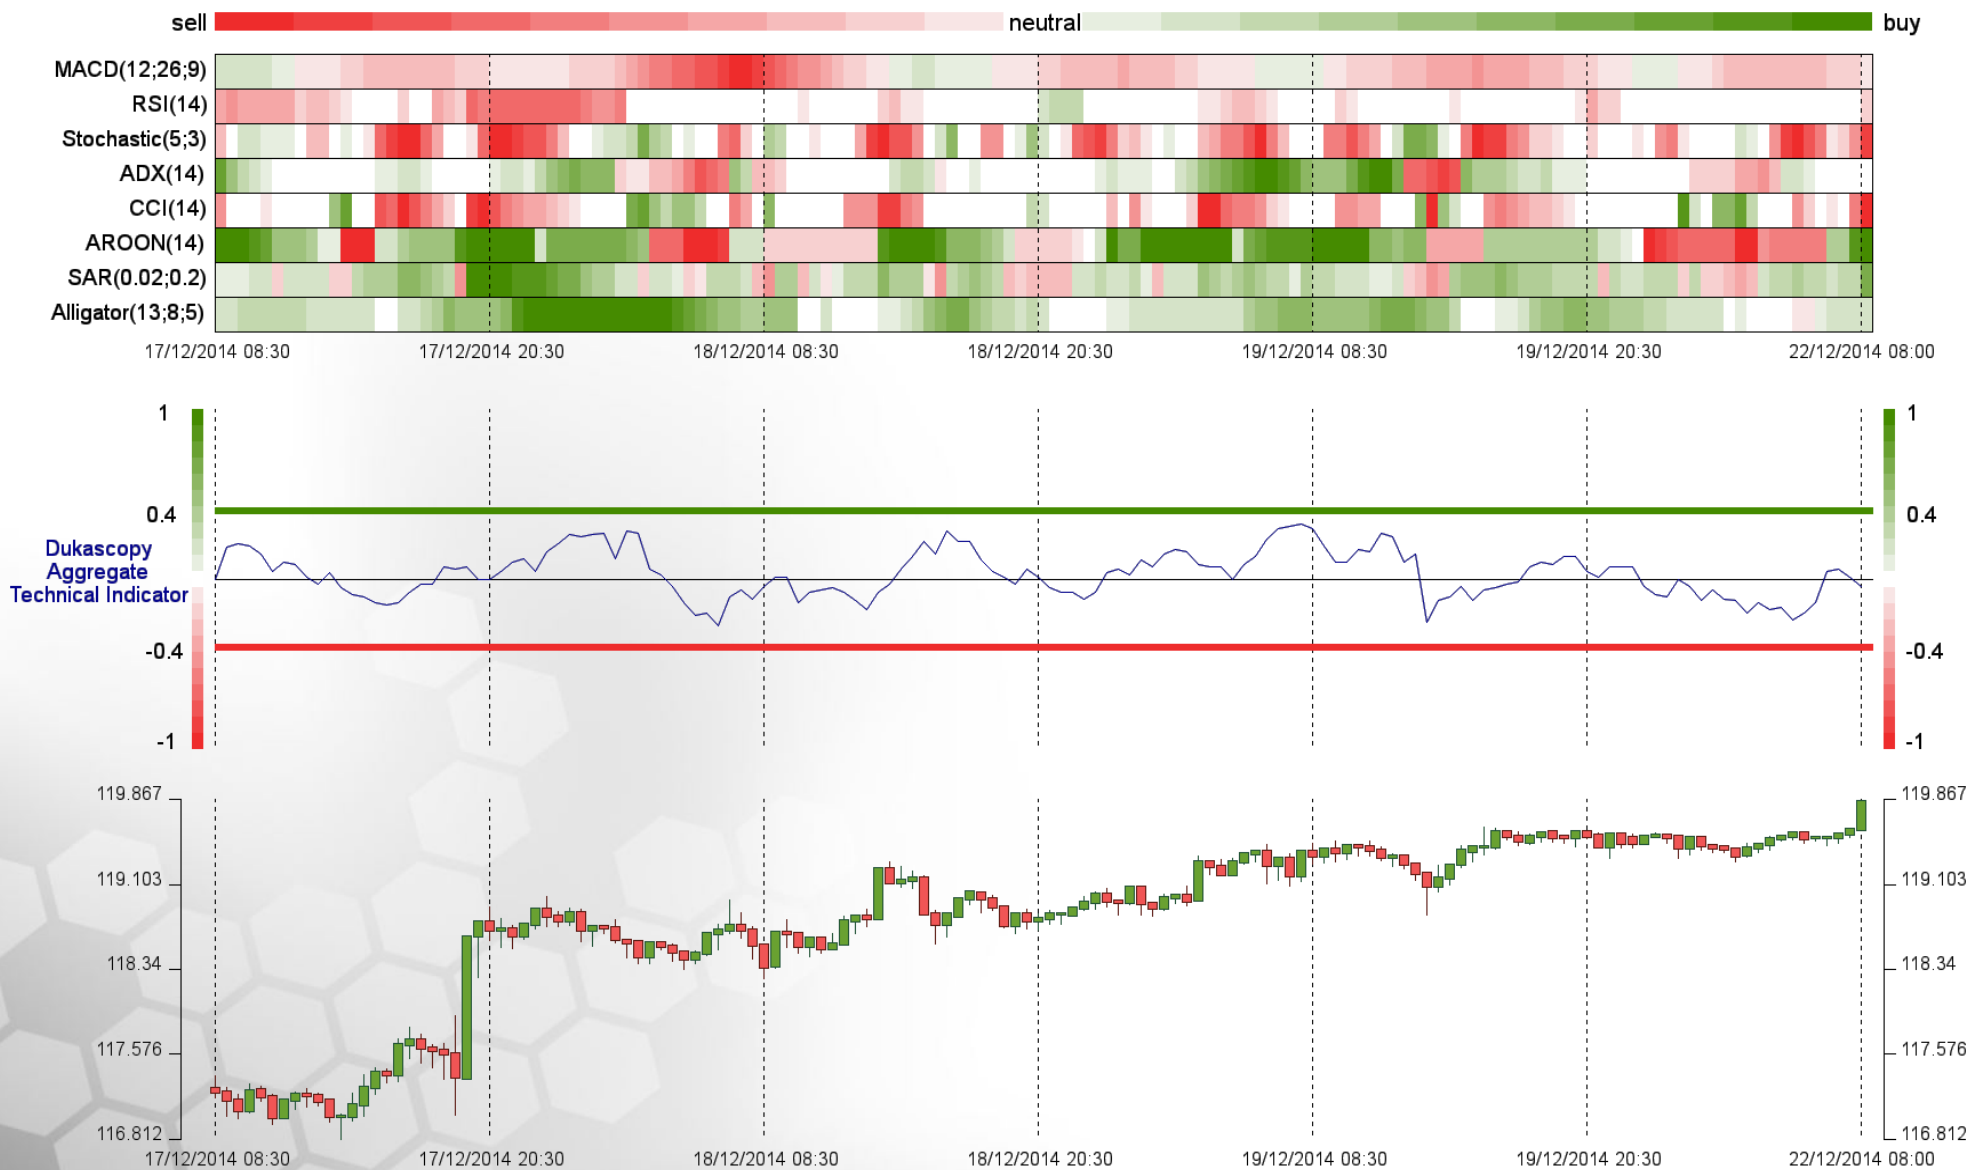 sell neutral buy
MACD(12;26;9)
RSI(14)
Stochastic(5;3)
ADX(14)
CCI(14)
AROON(14)
SAR(0.02;0.2)
Alligator(13;8;5)
17/12/2014 08:30 17/12/2014 20:30 18/12/2014 08:30 18/12/2014 20:30 19/12/2014 08:30 19/12/2014 20:30 22/12/2014 08:00
1 1
0.4 0.4
Dukascopy
Aggregate
Technical Indicator
-0.4 -0.4
-1 -1
119.867 119.867
119.103 119.103
118.34 118.34
117.576 117.576
116.812 116.812
17/12/2014 08:30 17/12/2014 20:30 18/12/2014 08:30 18/12/2014 20:30 19/12/2014 08:30 19/12/2014 20:30 22/12/2014 08:00